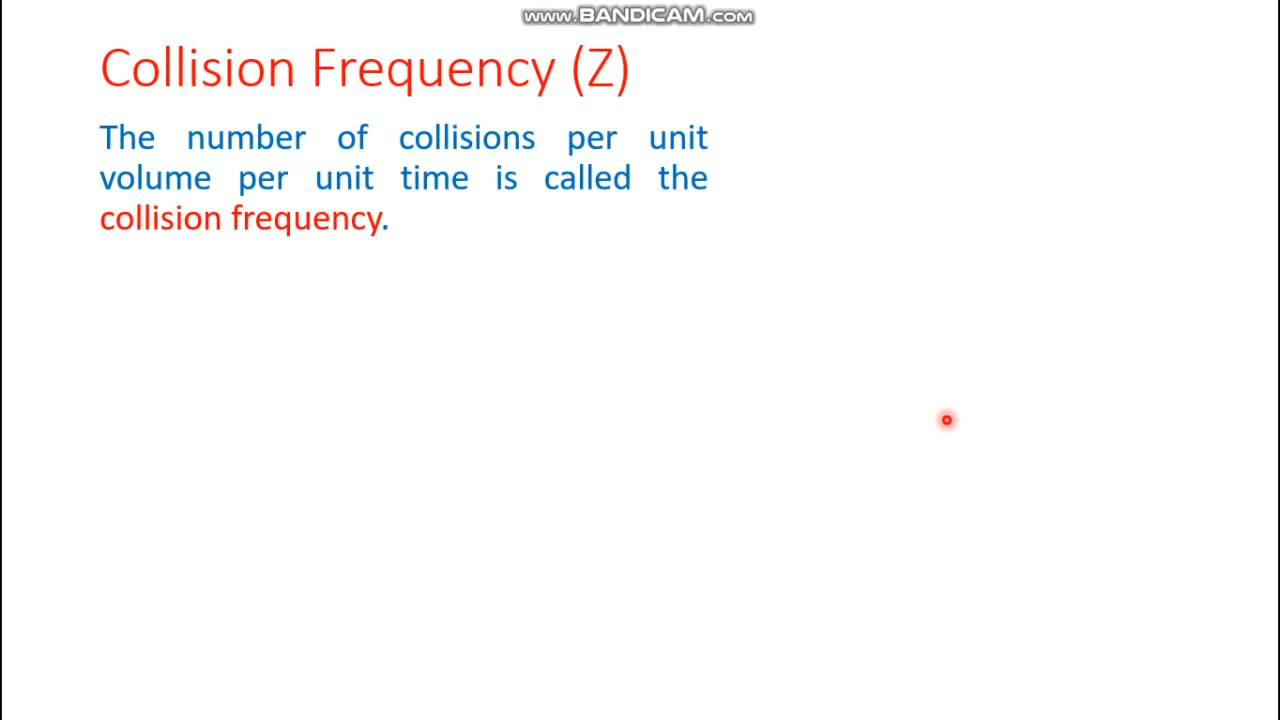 www.BANDICAM.com
Collision Frequency (Z)
The number of collisions per unit
volume per unit time is called the
collision frequency.